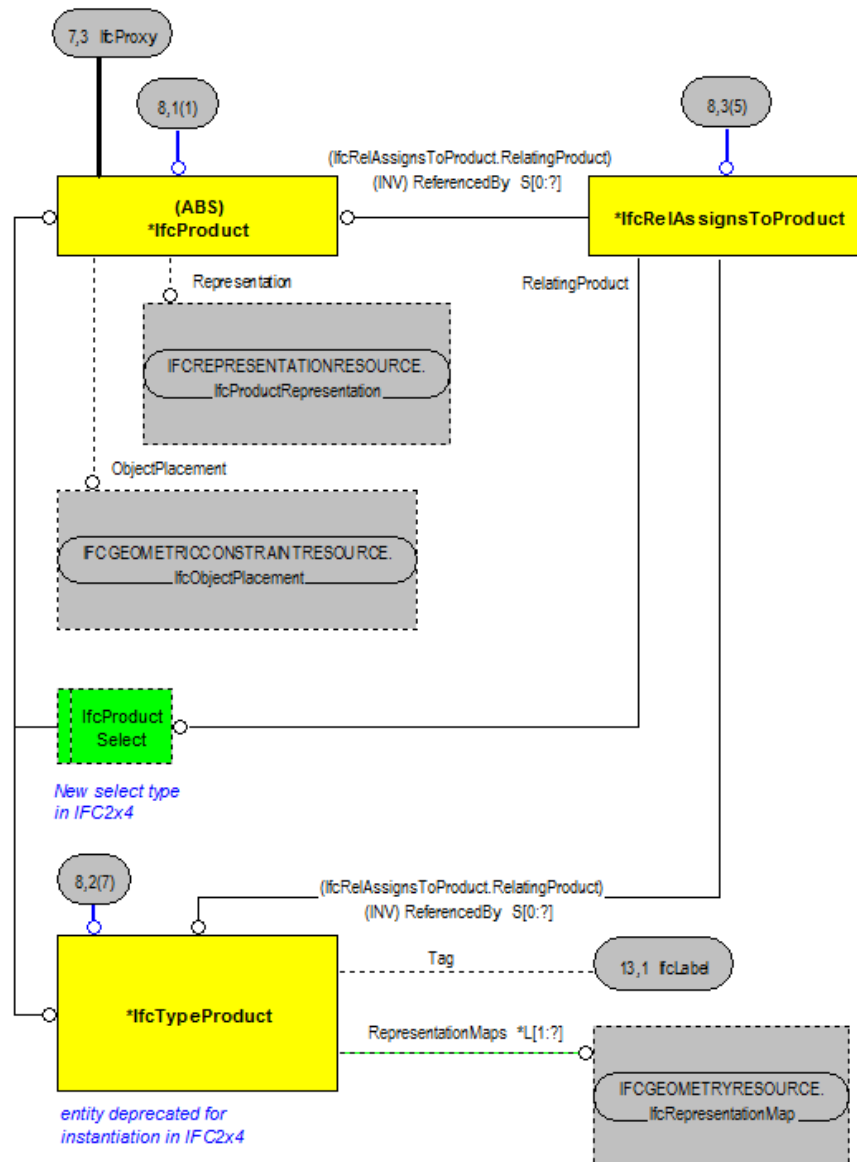 7,3 IfcProxy
8,1(1)
8,3(5)
(IfcRelAssignsToProduct.RelatingProduct)
(INV) ReferencedBy S[0:?]
(ABS)
*IfcProduct
*IfcRelAssignsToProduct
Representation
RelatingProduct
IFCREPRESENTATIONRESOURCE.
IfcProductRepresentation
ObjectPlacement
IFCGEOMETRICCONSTRAINTRESOURCE.
IfcObjectPlacement
IfcProduct
Select
New select type
in IFC2x4
8,2(7)
(IfcRelAssignsToProduct.RelatingProduct)
(INV) ReferencedBy S[0:?]
Tag
13,1 IfcLabel
*IfcTypeProduct
RepresentationMaps *L[1:?]
IFCGEOMETRYRESOURCE.
IfcRepresentationMap
entity deprecated for
instantiation in IFC2x4